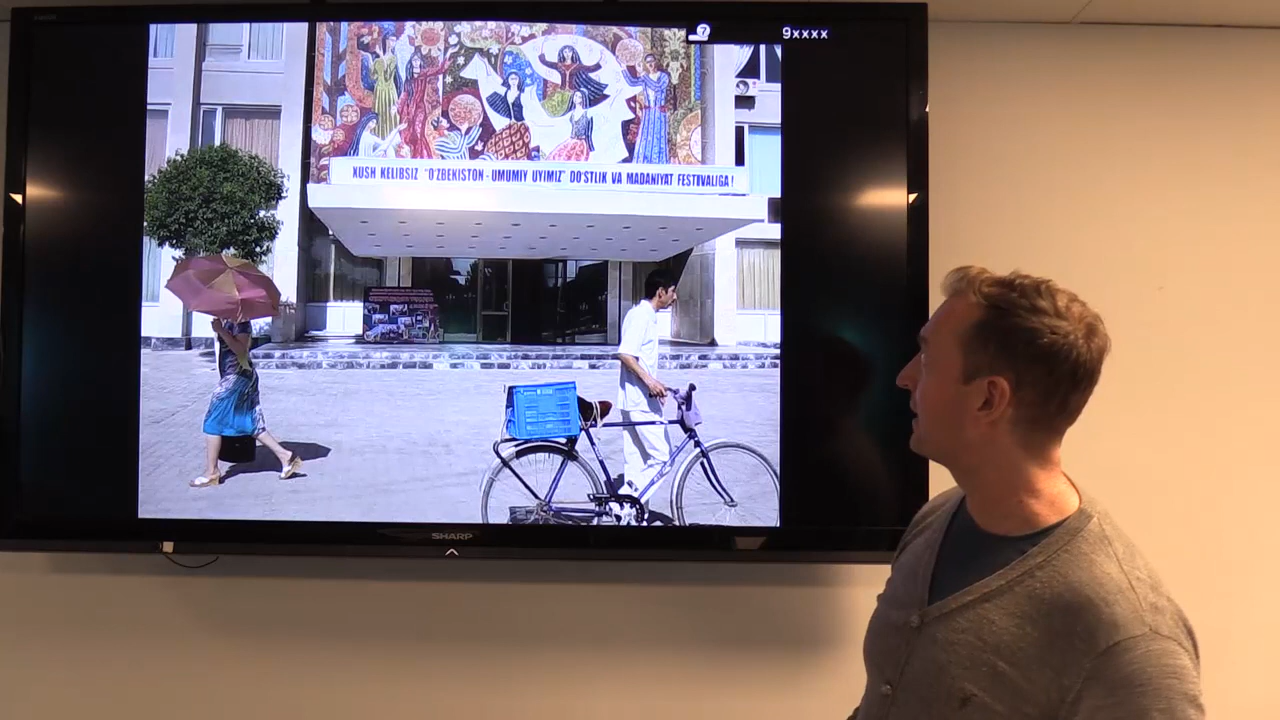 9xxxx
XUSH KELIBSIZ "O'ZBEKISTON - UMUMIY UYIMIZ" DO'STLIK VA MADANIYAT FESTIVALIGA!
SHARP